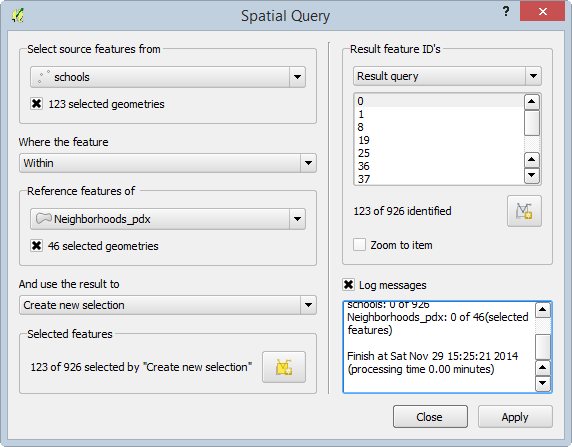 Spatial Query
?
Select source features from
schools
123 selected geometries
Where the feature
Within
Reference features of
Neighborhoods_pdx
46 selected geometries
And use the result to
Create new selection
Selected features
123 of 926 selected by "Create new selection"
Result feature ID's
Result query
0
1
8
19
25
36
37
123 of 926 identified
Zoom to item
Log messages
schools: 0 of 926
Neighborhoods_pdx: 0 of 46(selected
features)
Finish at Sat Nov 29 15:25:21 2014
(processing time 0.00 minutes)
Close
Apply